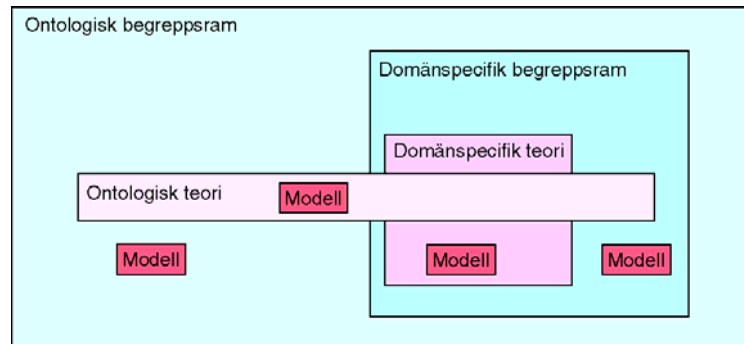 Ontologisk begreppsram
Domänspecifik begreppsram
Domänspecifik teori
Ontologisk teori
Modell
Modell
Modell
Modell